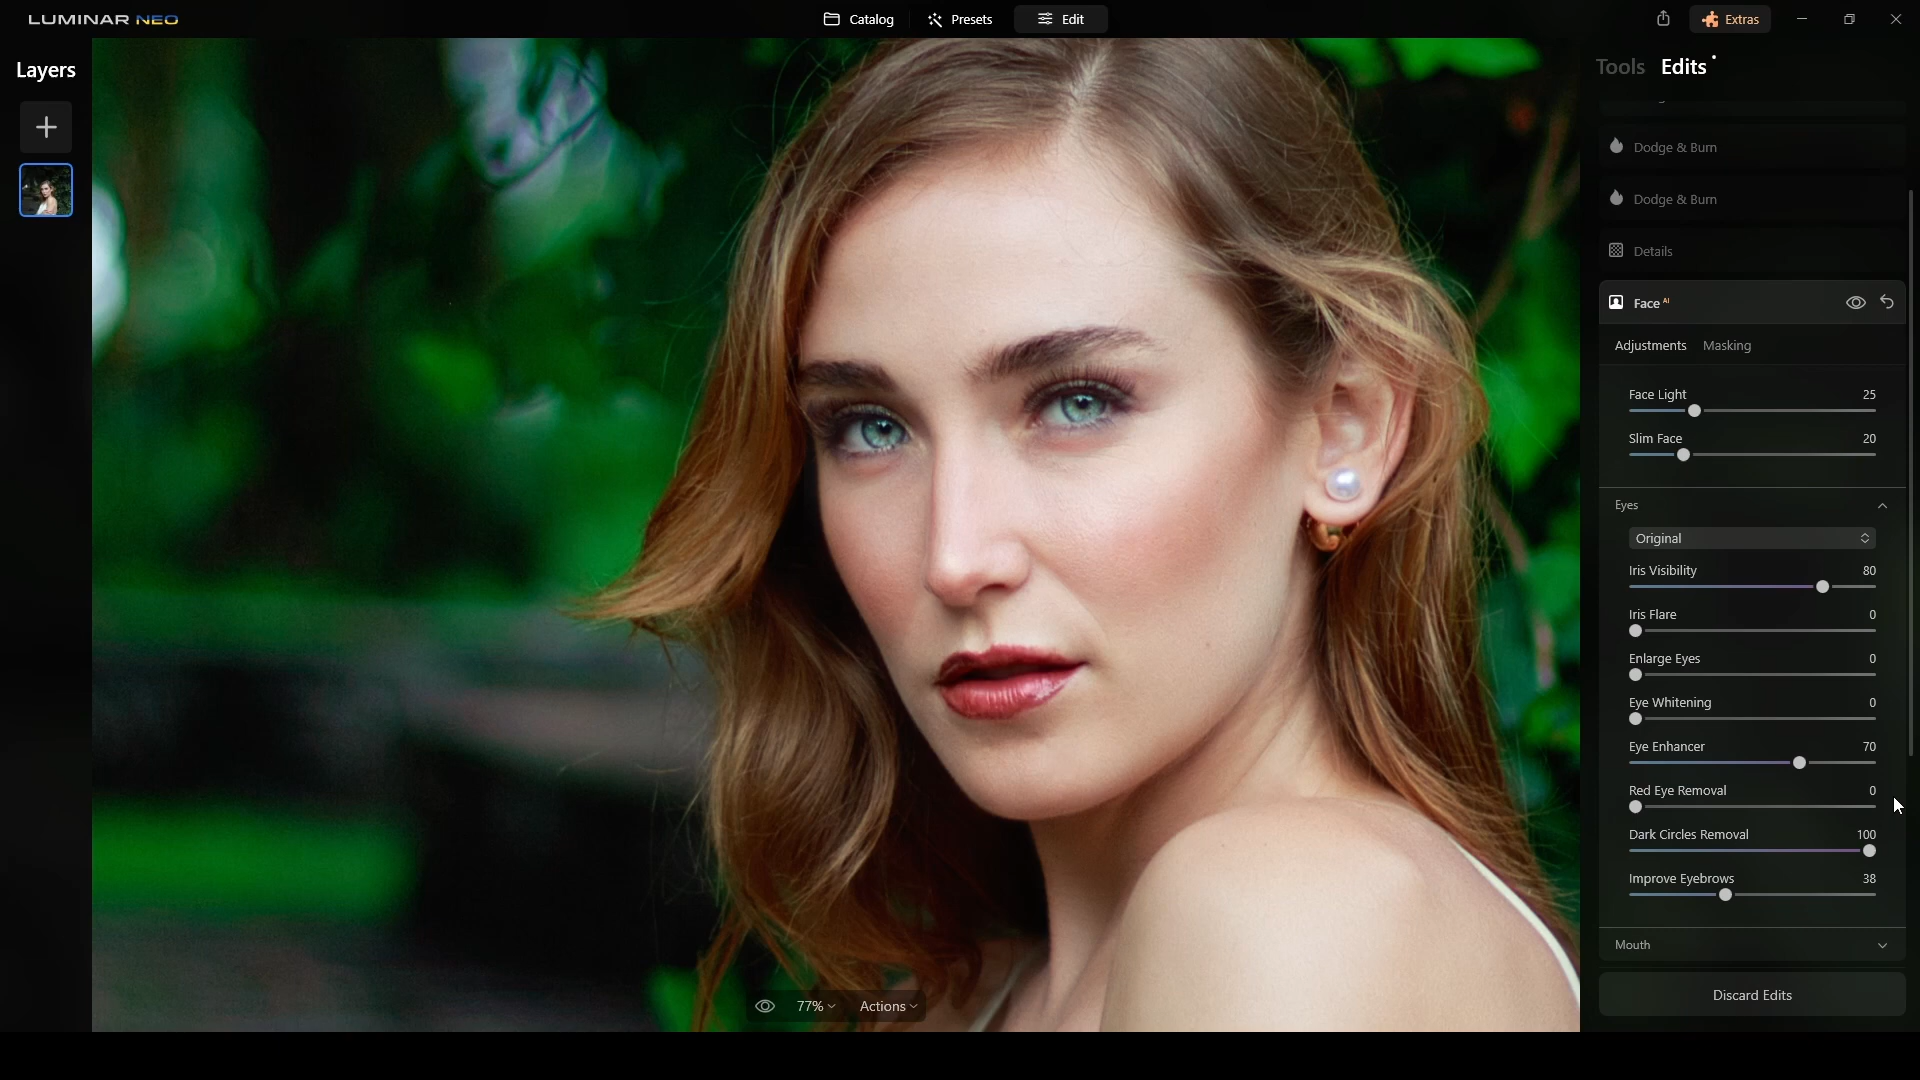 LUMINAR NEO
Catalog
Presets
Edit
Extras
Layers
Tools
Edits
Dodge & Burn
Dodge & Burn
Details
Face AI
Adjustments
Masking
Face Light
25
Slim Face
20
Eyes
Original
Iris Visibility
80
Iris Flare
0
Enlarge Eyes
0
Eye Whitening
0
Eye Enhancer
70
Red Eye Removal
0
Dark Circles Removal
100
Improve Eyebrows
38
Mouth
Discard Edits
77%
Actions